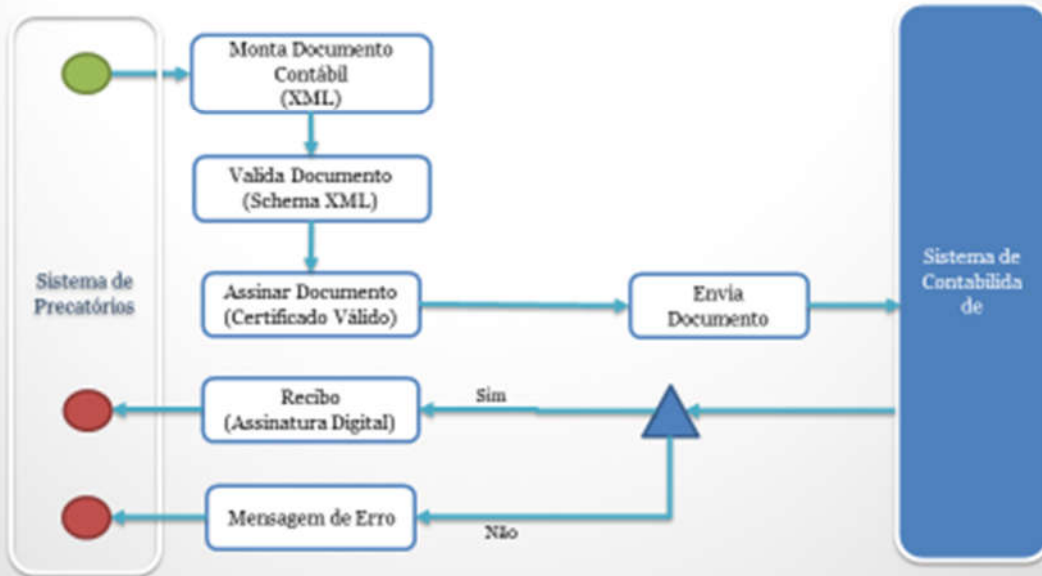 Monta Documento
Contábil
(XML)
Valida Documento
(Schema XML)
Sistema de
Precatórios
Assinar Documento
(Certificado Válido)
Envia
Documento
Sistema de
Contabilida
de
Recibo
(Assinatura Digital)
Sim
Mensagem de Erro
Não